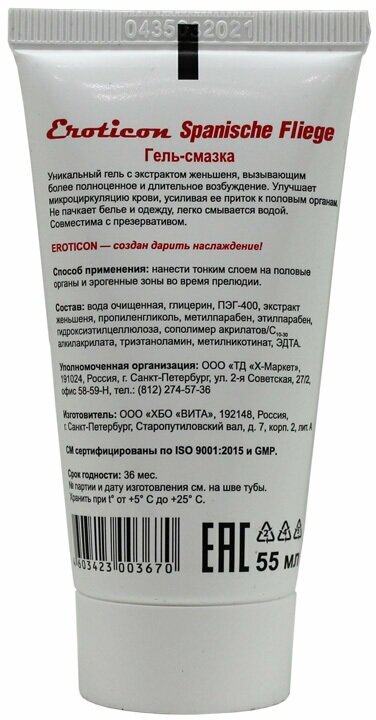 0435032021
Eroticon Spanische Fliege
Гель-смазка
Уникальный гель с экстрактом женьшеня, вызывающим
более полноценное и длительное возбуждение. Улучшает
микроциркуляцию крови, усиливая ее приток к половым органам.
Не пачкает белье и одежду, легко смывается водой.
Совместима с презервативом.
EROTICON — создан дарить наслаждение!
Способ применения: нанести тонким слоем на половые
органы и эрогенные зоны во время прелюдии.
Состав: вода очищенная, глицерин, ПЭГ-400, экстракт
женьшеня, пропиленгликоль, метилпарабен, этилпарабен,
гидроксиэтилцеллюлоза, сополимер акрилатов/C10-30
алкилакрилата, триэтаноламин, метилникотинат, ЭДТА.
Уполномоченная организация: ООО «ТД «Х-Маркет»,
191024, Россия, г. Санкт-Петербург, ул. 2-я Советская, 27/2,
офис 58-59-Н, тел.: (812) 274-57-36
Изготовитель: ООО «ХБО «ВИТА», 192148, Россия,
г. Санкт-Петербург, Старопутиловский вал, д. 7, корп. 2, лит. А
СМ сертифицированы по ISO 9001:2015 и GMP.
Срок годности: 36 мес.
№ партии и дату изготовления см. на шве тубы.
Хранить при t° от +5° С до +25° С.
4603423 003670
EAC
55 мл